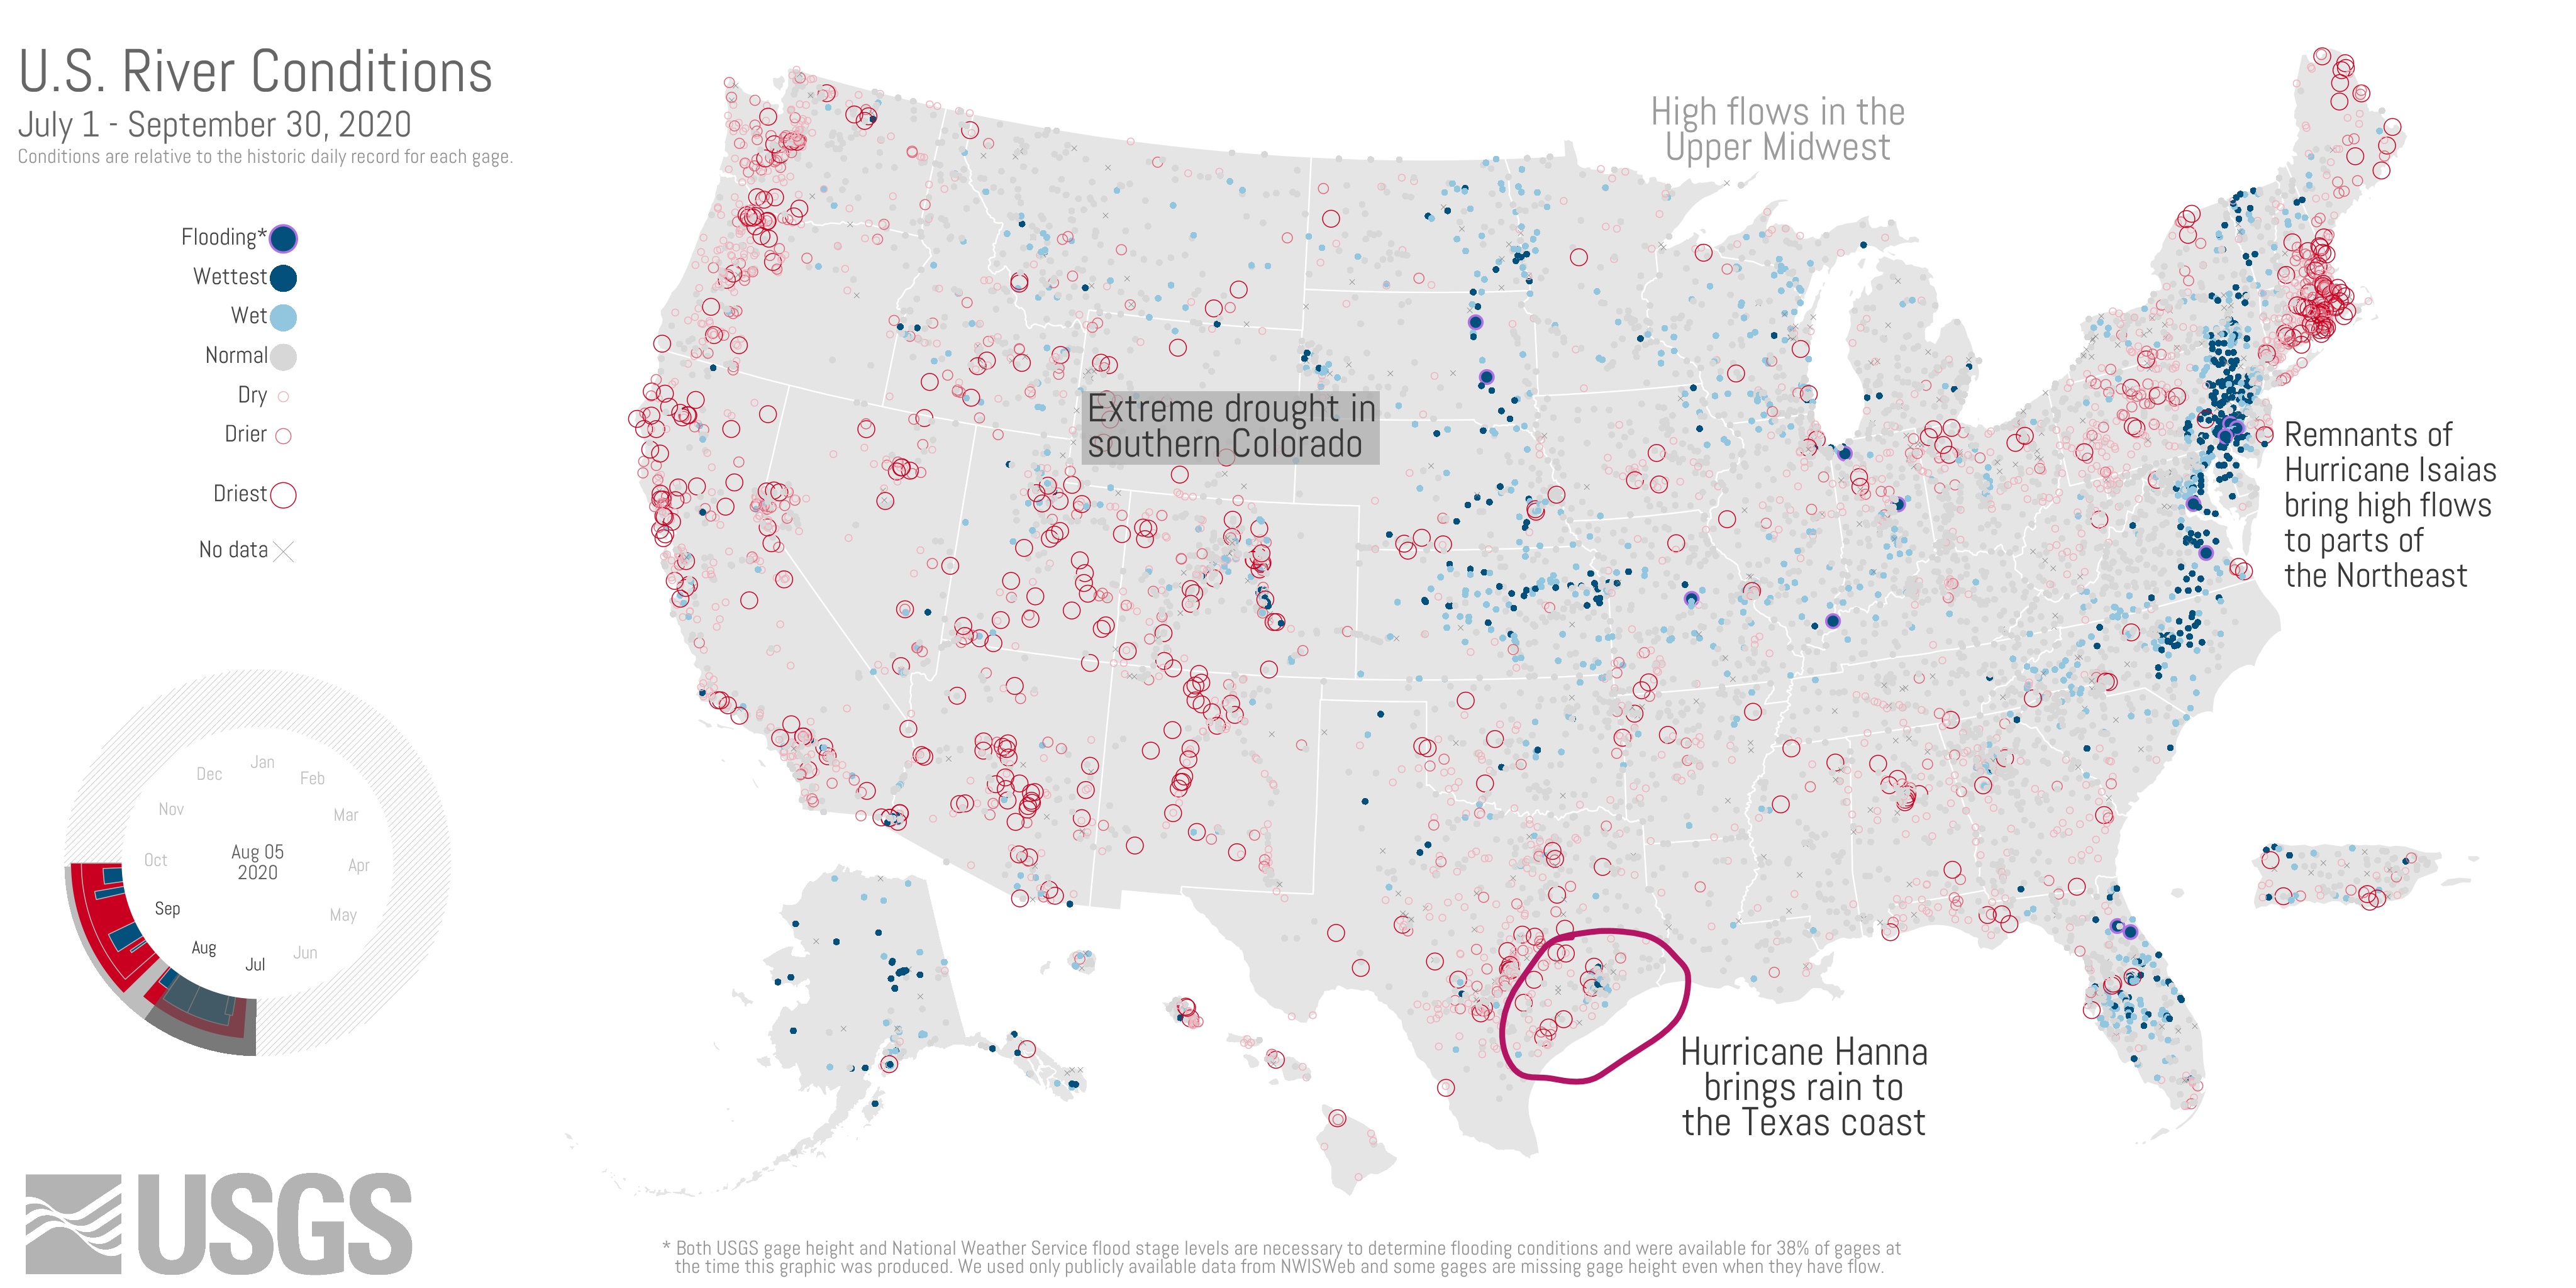 U.S. River Conditions
July 1 - September 30, 2020
Conditions are relative to the historic daily record for each gage.
Flooding*
Wettest
Wet
Normal
Dry
Drier
Driest
No data
High flows in the
Upper Midwest
Extreme drought in
southern Colorado
Remnants of
Hurricane Isaias
bring high flows
to parts of
the Northeast
Hurricane Hanna
brings rain to
the Texas coast
Jan
Feb
Mar
Apr
May
Jun
Jul
Aug
Sep
Oct
Nov
Dec
Aug 05
2020
USGS
* Both USGS gage height and National Weather Service flood stage levels are necessary to determine flooding conditions and were available for 38% of gages at
the time this graphic was produced. We used only publicly available data from NWISWeb and some gages are missing gage height even when they have flow.